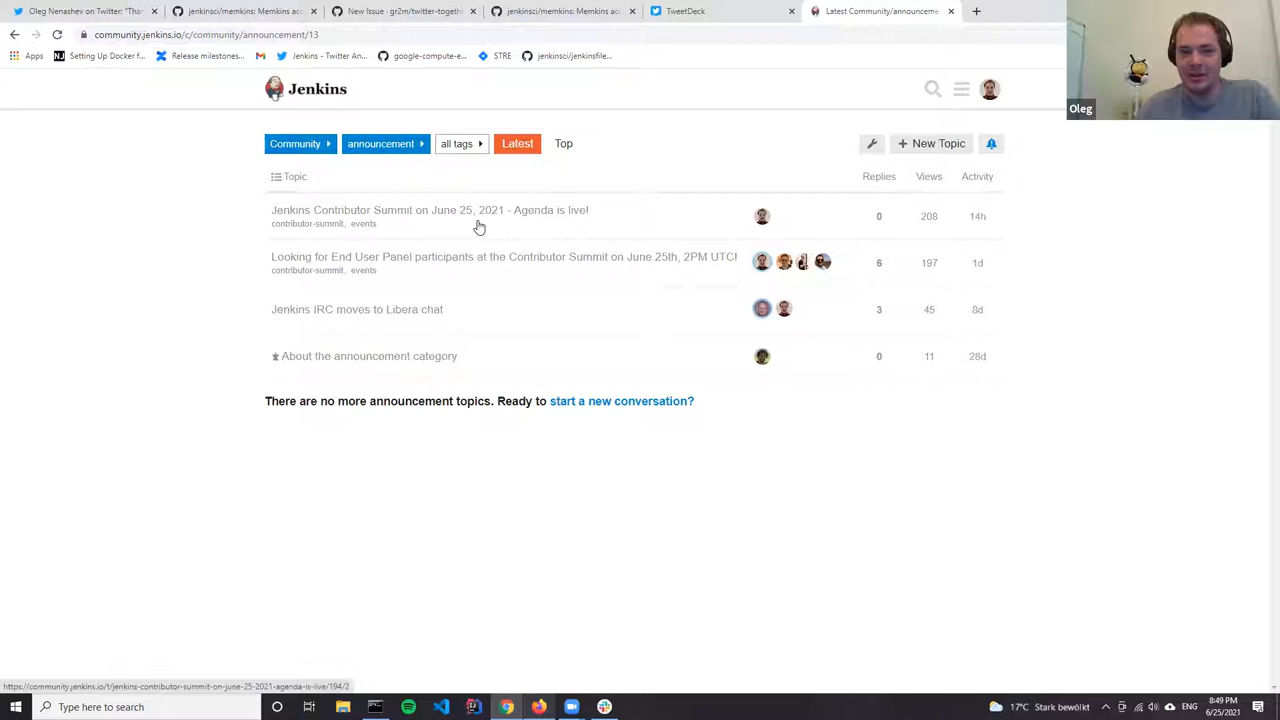 Oleg Nenashev on Twitter "Tha
jenkinsci/memkins: Memkins acc
New Issue · gr2m/twitter-togeth
jenkinsci/memkins: Memkins acc
TweetDeck
Latest Community/announceme
community.jenkins.io/c/community/announcement/13
Apps
Setting Up Docker f...
Release milestones...
Jenkins - Twitter An...
google-compute-e...
STRE
jenkinsci/jenkinsfile...
Jenkins
Oleg
Community
announcement
all tags
Latest
Top
New Topic
Topic
Replies
Views
Activity
Jenkins Contributor Summit on June 25, 2021 - Agenda is live!
0
208
14h
contributor-summit, events
Looking for End User Panel participants at the Contributor Summit on June 25th, 2PM UTC!
6
197
1d
contributor-summit, events
Jenkins IRC moves to Libera chat
3
45
8d
About the announcement category
0
11
28d
There are no more announcement topics. Ready to start a new conversation?
https://community.jenkins.io/t/jenkins-contributor-summit-on-june-25-2021-agenda-is-live/194/2
Type here to search
17°C Stark bewölkt
ENG
8:49 PM
6/25/2021